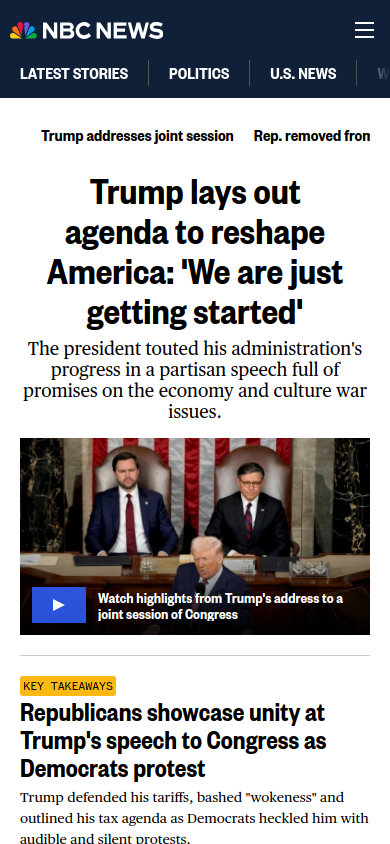 NBC NEWS
LATEST STORIES
POLITICS
U.S. NEWS
W
Trump addresses joint session
Rep. removed from
Trump lays out
agenda to reshape
America: 'We are just
getting started'
The president touted his administration's
progress in a partisan speech full of
promises on the economy and culture war
issues.
Watch highlights from Trump's address to a
joint session of Congress
KEY TAKEAWAYS
Republicans showcase unity at
Trump's speech to Congress as
Democrats protest
Trump defended his tariffs, bashed "wokeness" and
outlined his tax agenda as Democrats heckled him with
audible and silent protests.